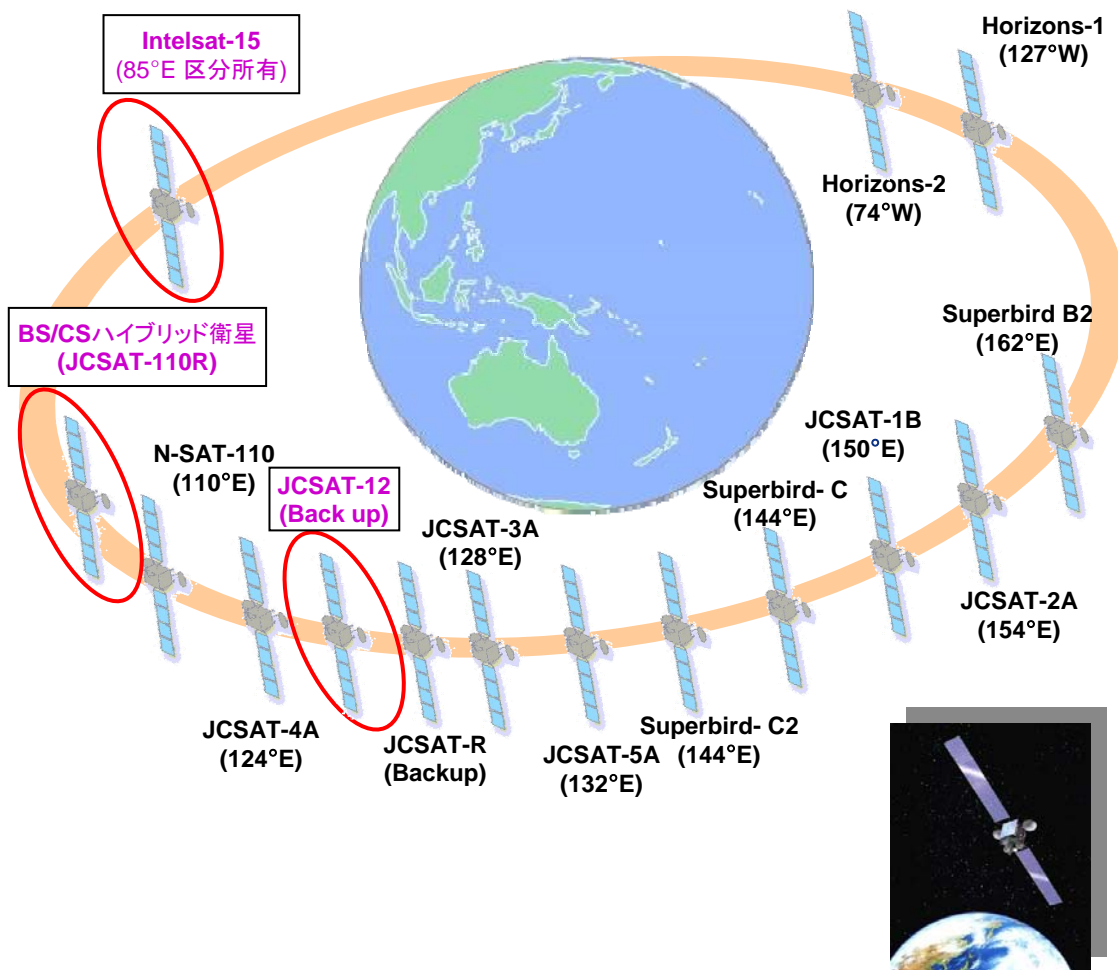 Intelsat-15
(85°E 区分所有)
Horizons-1
(127°W)
Horizons-2
(74°W)
BS/CSハイブリッド衛星
(JCSAT-110R)
Superbird B2
(162°E)
N-SAT-110
(110°E)
JCSAT-12
(Back up)
JCSAT-3A
(128°E)
Superbird- C
(144°E)
JCSAT-1B
(150°E)
JCSAT-2A
(154°E)
JCSAT-4A
(124°E)
JCSAT-R
(Backup)
JCSAT-5A
(132°E)
Superbird- C2
(144°E)